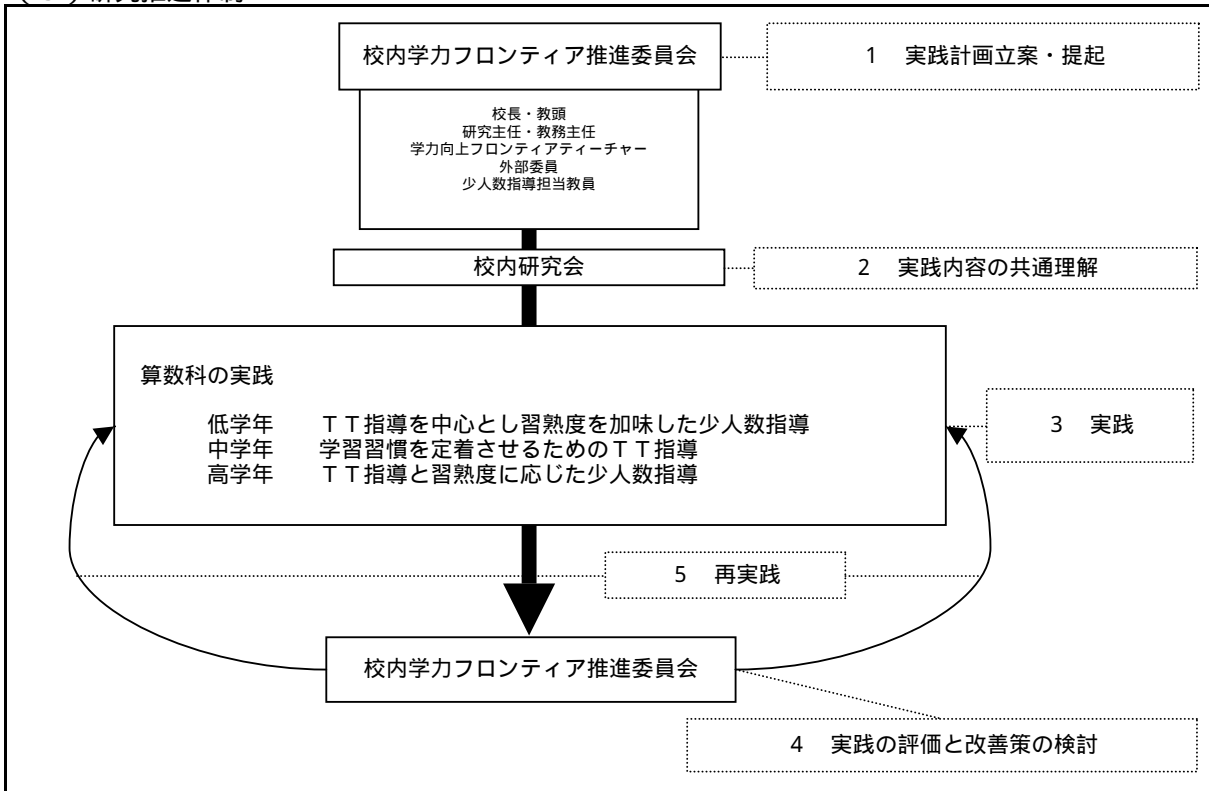 校内学力フロンティア推進委員会
1　実践計画立案・提起
校長・教頭
研究主任・教務主任
学力向上フロンティアティーチャー
外部委員
少人数指導担当教員
校内研究会
2　実践内容の共通理解
算数科の実践
低学年　　ＴＴ指導を中心とし習熟度を加味した少人数指導
中学年　　学習習慣を定着させるためのＴＴ指導
高学年　　ＴＴ指導と習熟度に応じた少人数指導
3　実践
5　再実践
校内学力フロンティア推進委員会
4　実践の評価と改善策の検討